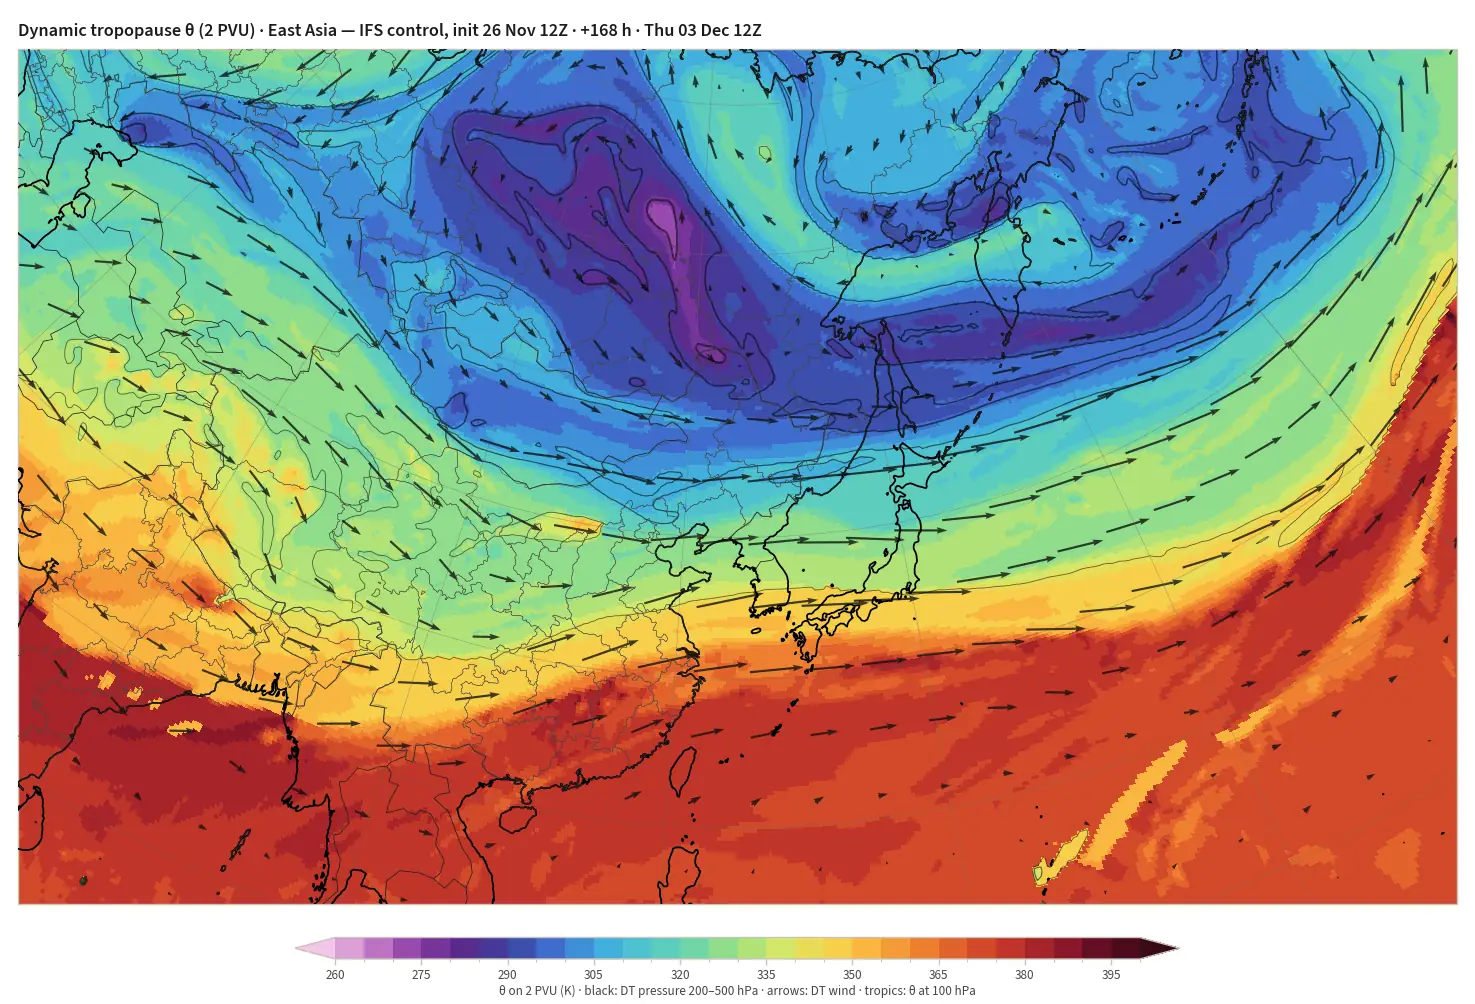 Dynamic tropopause θ (2 PVU) · East Asia — IFS control, init 26 Nov 12Z · +168 h · Thu 03 Dec 12Z
260 275 290 305 320 335 350 365 380 395
θ on 2 PVU (K) · black: DT pressure 200–500 hPa · arrows: DT wind · tropics: θ at 100 hPa